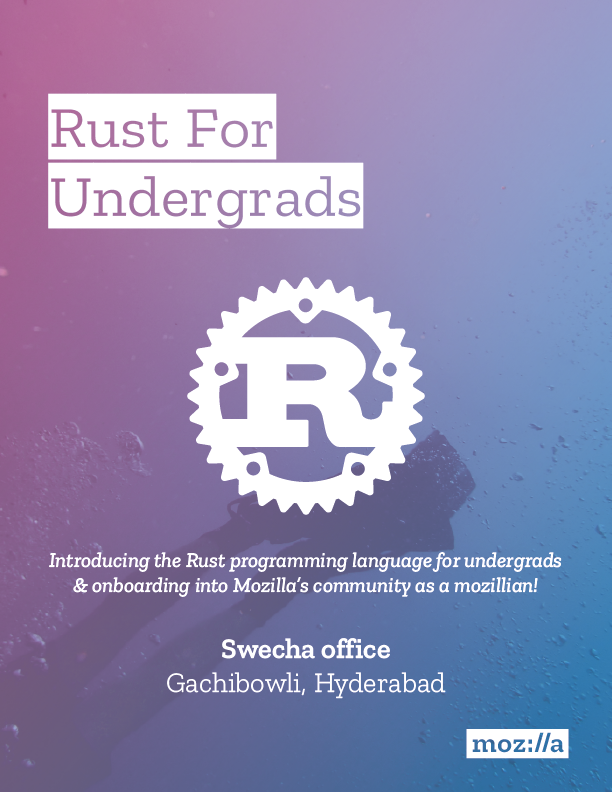 Rust For
Undergrads
R
Introducing the Rust programming language for undergrads
& onboarding into Mozilla's community as a mozillian!
Swecha office
Gachibowli, Hyderabad
moz://a